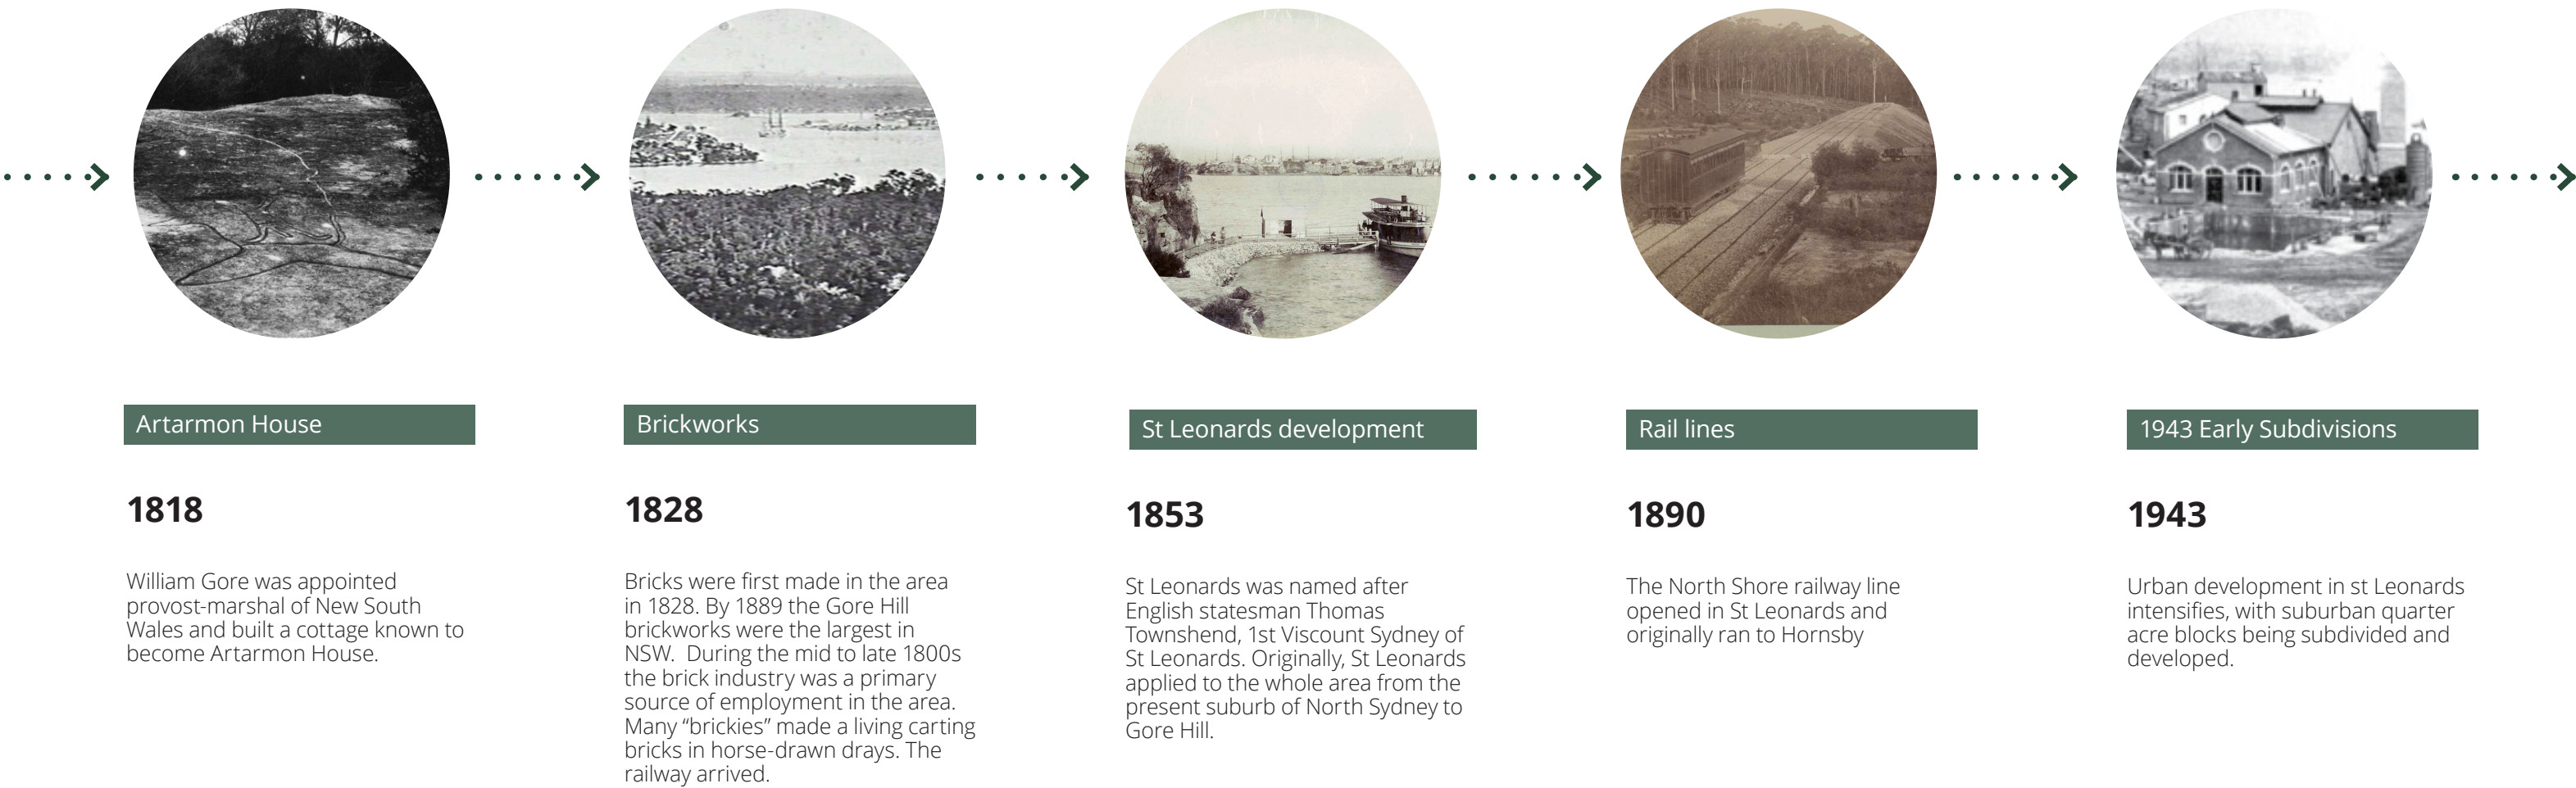 Artarmon House
1818
William Gore was appointed
provost-marshal of New South
Wales and built a cottage known to
become Artarmon House.
Brickworks
1828
Bricks were first made in the area
in 1828. By 1889 the Gore Hill
brickworks were the largest in
NSW.  During the mid to late 1800s
the brick industry was a primary
source of employment in the area.
Many “brickies” made a living carting
bricks in horse-drawn drays. The
railway arrived.
St Leonards development
1853
St Leonards was named after
English statesman Thomas
Townshend, 1st Viscount Sydney of
St Leonards. Originally, St Leonards
applied to the whole area from the
present suburb of North Sydney to
Gore Hill.
Rail lines
1890
The North Shore railway line
opened in St Leonards and
originally ran to Hornsby
1943 Early Subdivisions
1943
Urban development in st Leonards
intensifies, with suburban quarter
acre blocks being subdivided and
developed.